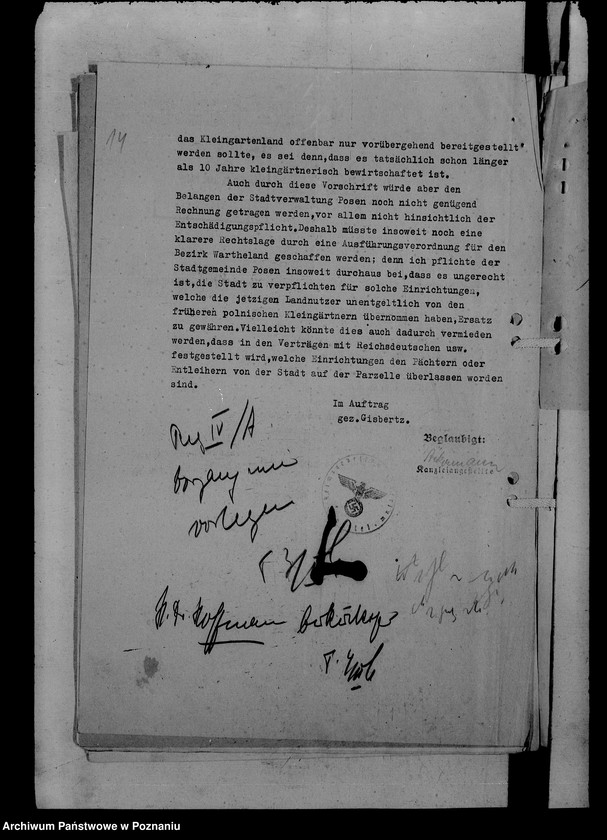 14
das Kleingartenland offenbar nur vorübergehend bereitgestellt"
werden sollte, es sei denn,dass es tatsächlich schon länger
als 10 Jahre kleingärtnerisch bewirtschaftet ist.
Auch durch diese Vorschrift würde aber den
Belangen der Stadtverwaltung Posen noch nicht genügend
Rechnung getragen werden,vor allem nicht hinsichtlich der
Entschädigungspflicht.Deshalb müsste insoweit noch eine
klarere Rechtslage durch eine Ausführungsverordnung für den
Bezirk Wartheland geschaffen werden; denn ich pflichte der
Stadtgemeinde Posen insoweit durchaus bei,dass es ungerecht
ist,die Stadt zu verpflichten für solche Einrichtungen,
welche die jetzigen Landnutzer unentgeltlich von den
früheren polnischen Kleingärtnern übernommen haben,Ersatz
zu gewähren.Vielleicht könnte dies auch dadurch vermieden
werden,dass in den Verträgen mit Reichsdeutschen usw.
festgestellt wird,welche Einrichtungen den Pächtern oder
Entleihern von der Stadt auf der Parzelle überlassen worden
sind.
Im Auftrag
gez.Gisbertz.
Beglaubigt:
Kanzleiangestellte
Reg IV/A
Vorgang
vorlegen
Hoffmann
Archiwum Państwowe w Poznaniu